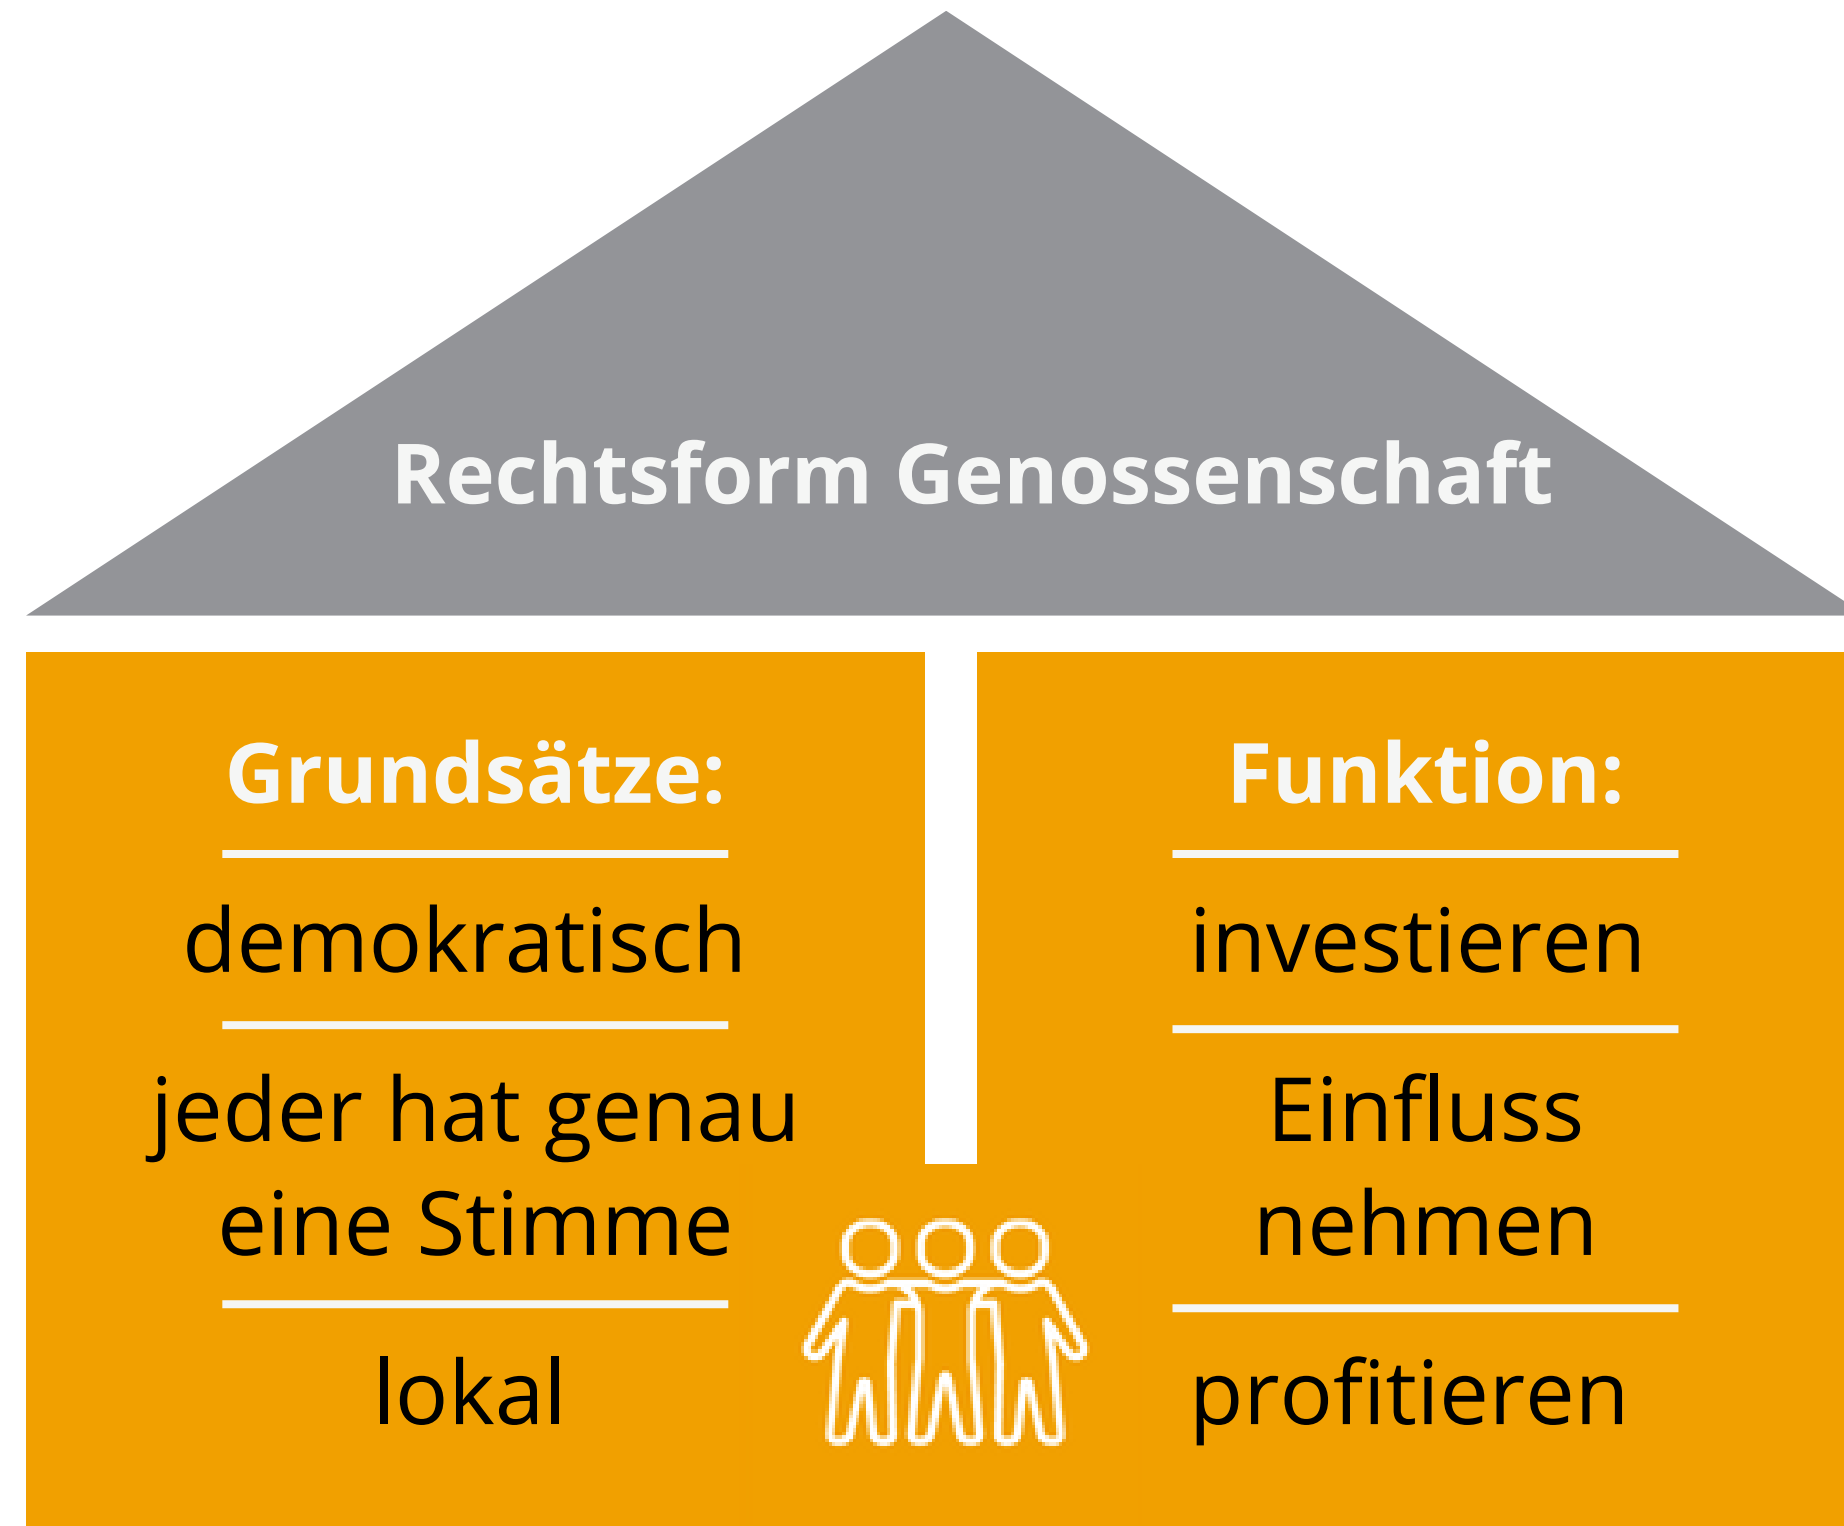 Rechtsform Genossenschaft
Grundsätze:
demokratisch
jeder hat genau
eine Stimme
lokal
Funktion:
investieren
Einfluss
nehmen
profitieren